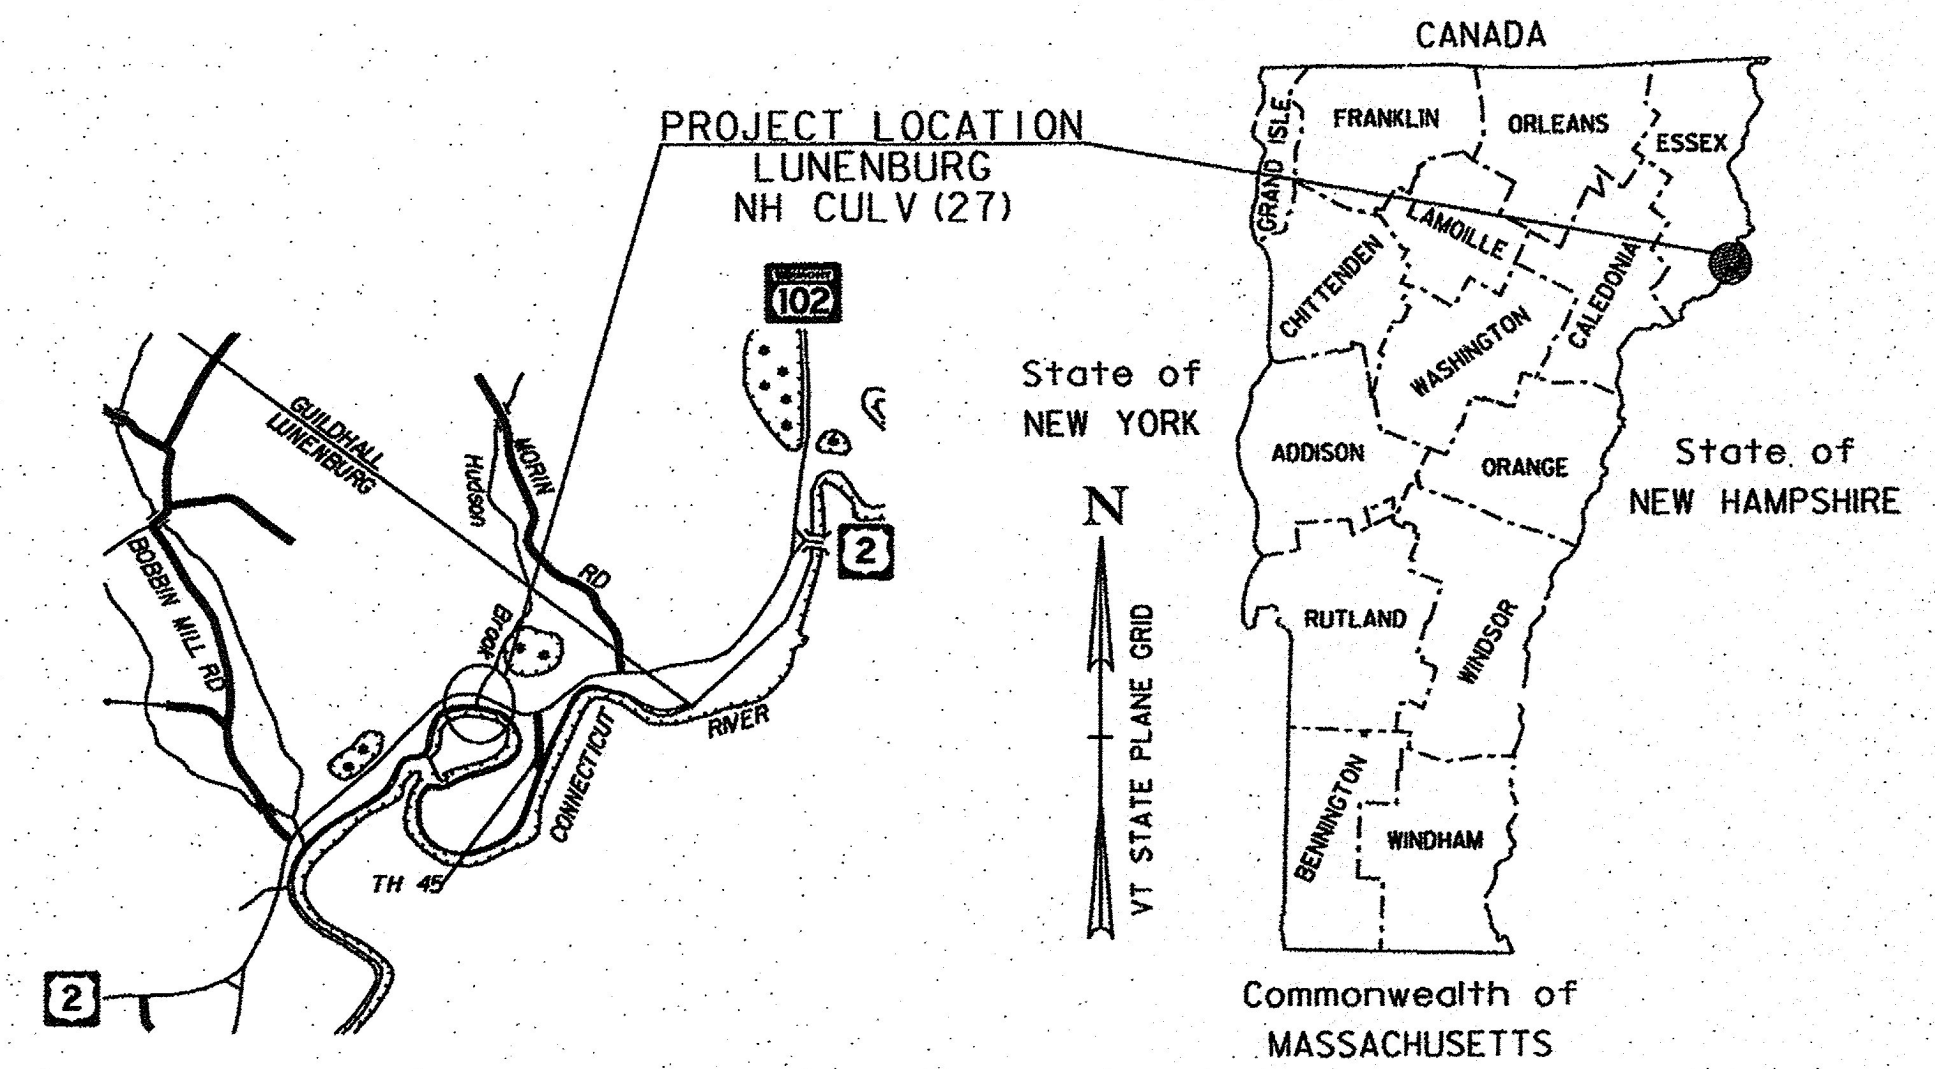 CANADA
PROJECT LOCATION
LUNENBURG
NH CULV (27)
GRAND ISLE
FRANKLIN
ORLEANS
ESSEX
LAMOILLE
CHITTENDEN
CALEDONIA
WASHINGTON
VERMONT
102
State of
NEW YORK
ADDISON
ORANGE
State of
NEW HAMPSHIRE
GUILDHALL
LUNENBURG
Hudson
MORIN
RD
Brook
2
N
BOBBIN MILL RD
RUTLAND
WINDSOR
VT STATE PLANE GRID
CONNECTICUT
RIVER
BENNINGTON
WINDHAM
TH 45
2
Commonwealth of
MASSACHUSETTS